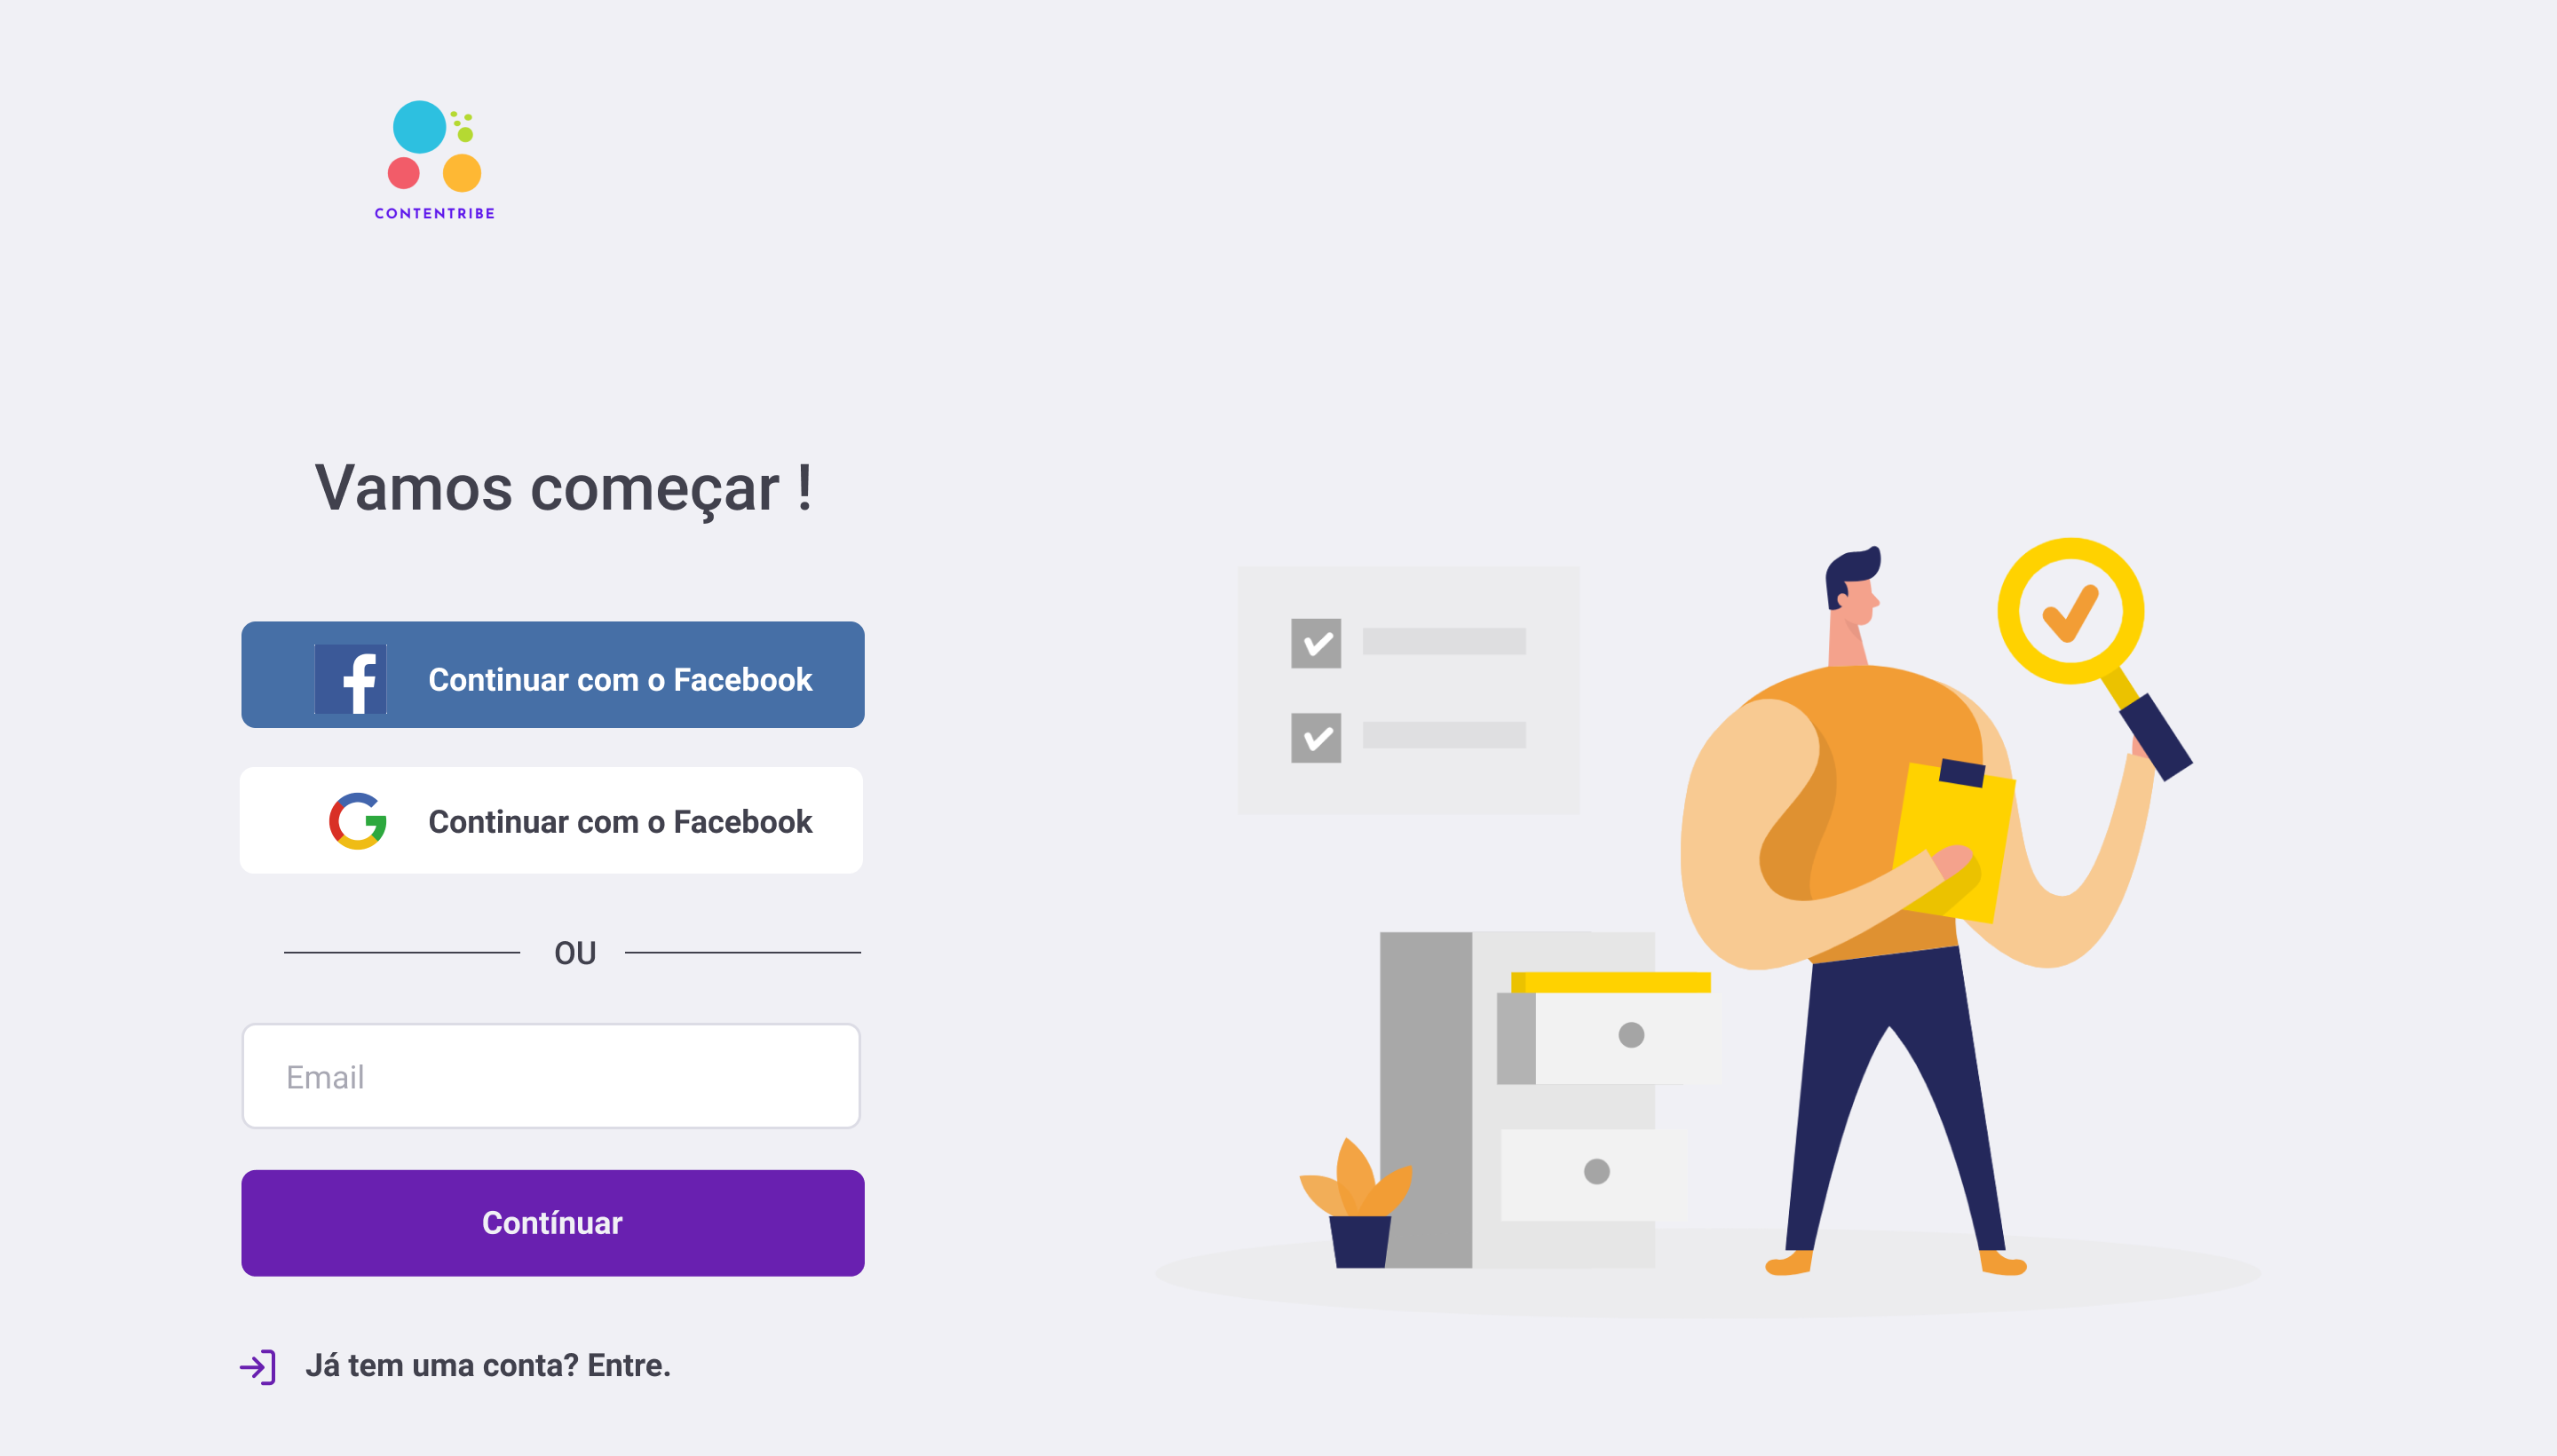 CONTENTRIBE
Vamos começar !
Continuar com o Facebook
Continuar com o Facebook
OU
Email
Contínuar
Já tem uma conta? Entre.